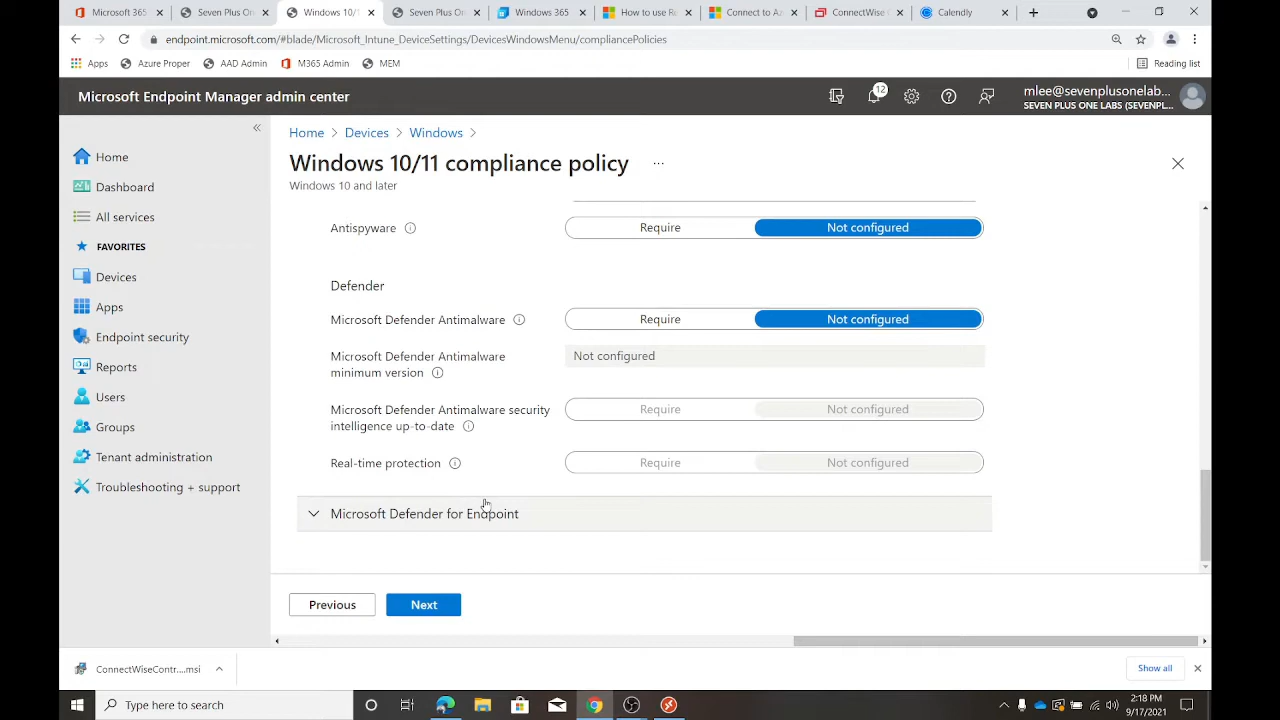 Microsoft 365
Seven Plus On
Windows 10/1
Seven Plus On
Windows 365
How to use R
Connect to Az
ConnectWise C
Calendly
endpoint.microsoft.com/#blade/Microsoft_Intune_DeviceSettings/DevicesWindowsMenu/compliancePolicies
Apps
Azure Proper
AAD Admin
M365 Admin
MEM
Reading list
Microsoft Endpoint Manager admin center
12
mlee@sevenplusonelab...
SEVEN PLUS ONE LABS (SEVENPL...
Home
Dashboard
All services
FAVORITES
Devices
Apps
Endpoint security
Reports
Users
Groups
Tenant administration
Troubleshooting + support
Home > Devices > Windows >
Windows 10/11 compliance policy ...
Windows 10 and later
Antispyware
Require
Not configured
Defender
Microsoft Defender Antimalware
Require
Not configured
Microsoft Defender Antimalware
minimum version
Not configured
Microsoft Defender Antimalware security
intelligence up-to-date
Require
Not configured
Real-time protection
Require
Not configured
Microsoft Defender for Endpoint
Previous
Next
ConnectWiseContr....msi
Show all
Type here to search
2:18 PM
9/17/2021